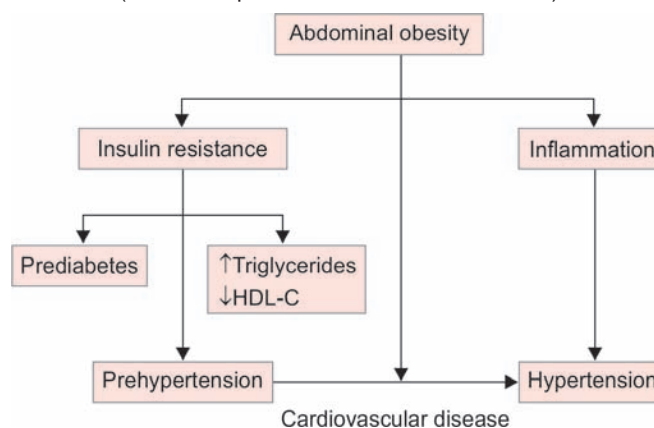 Abdominal obesity
Insulin resistance
Inflammation
Prediabetes
↑Triglycerides
↓HDL-C
Prehypertension
Hypertension
Cardiovascular disease